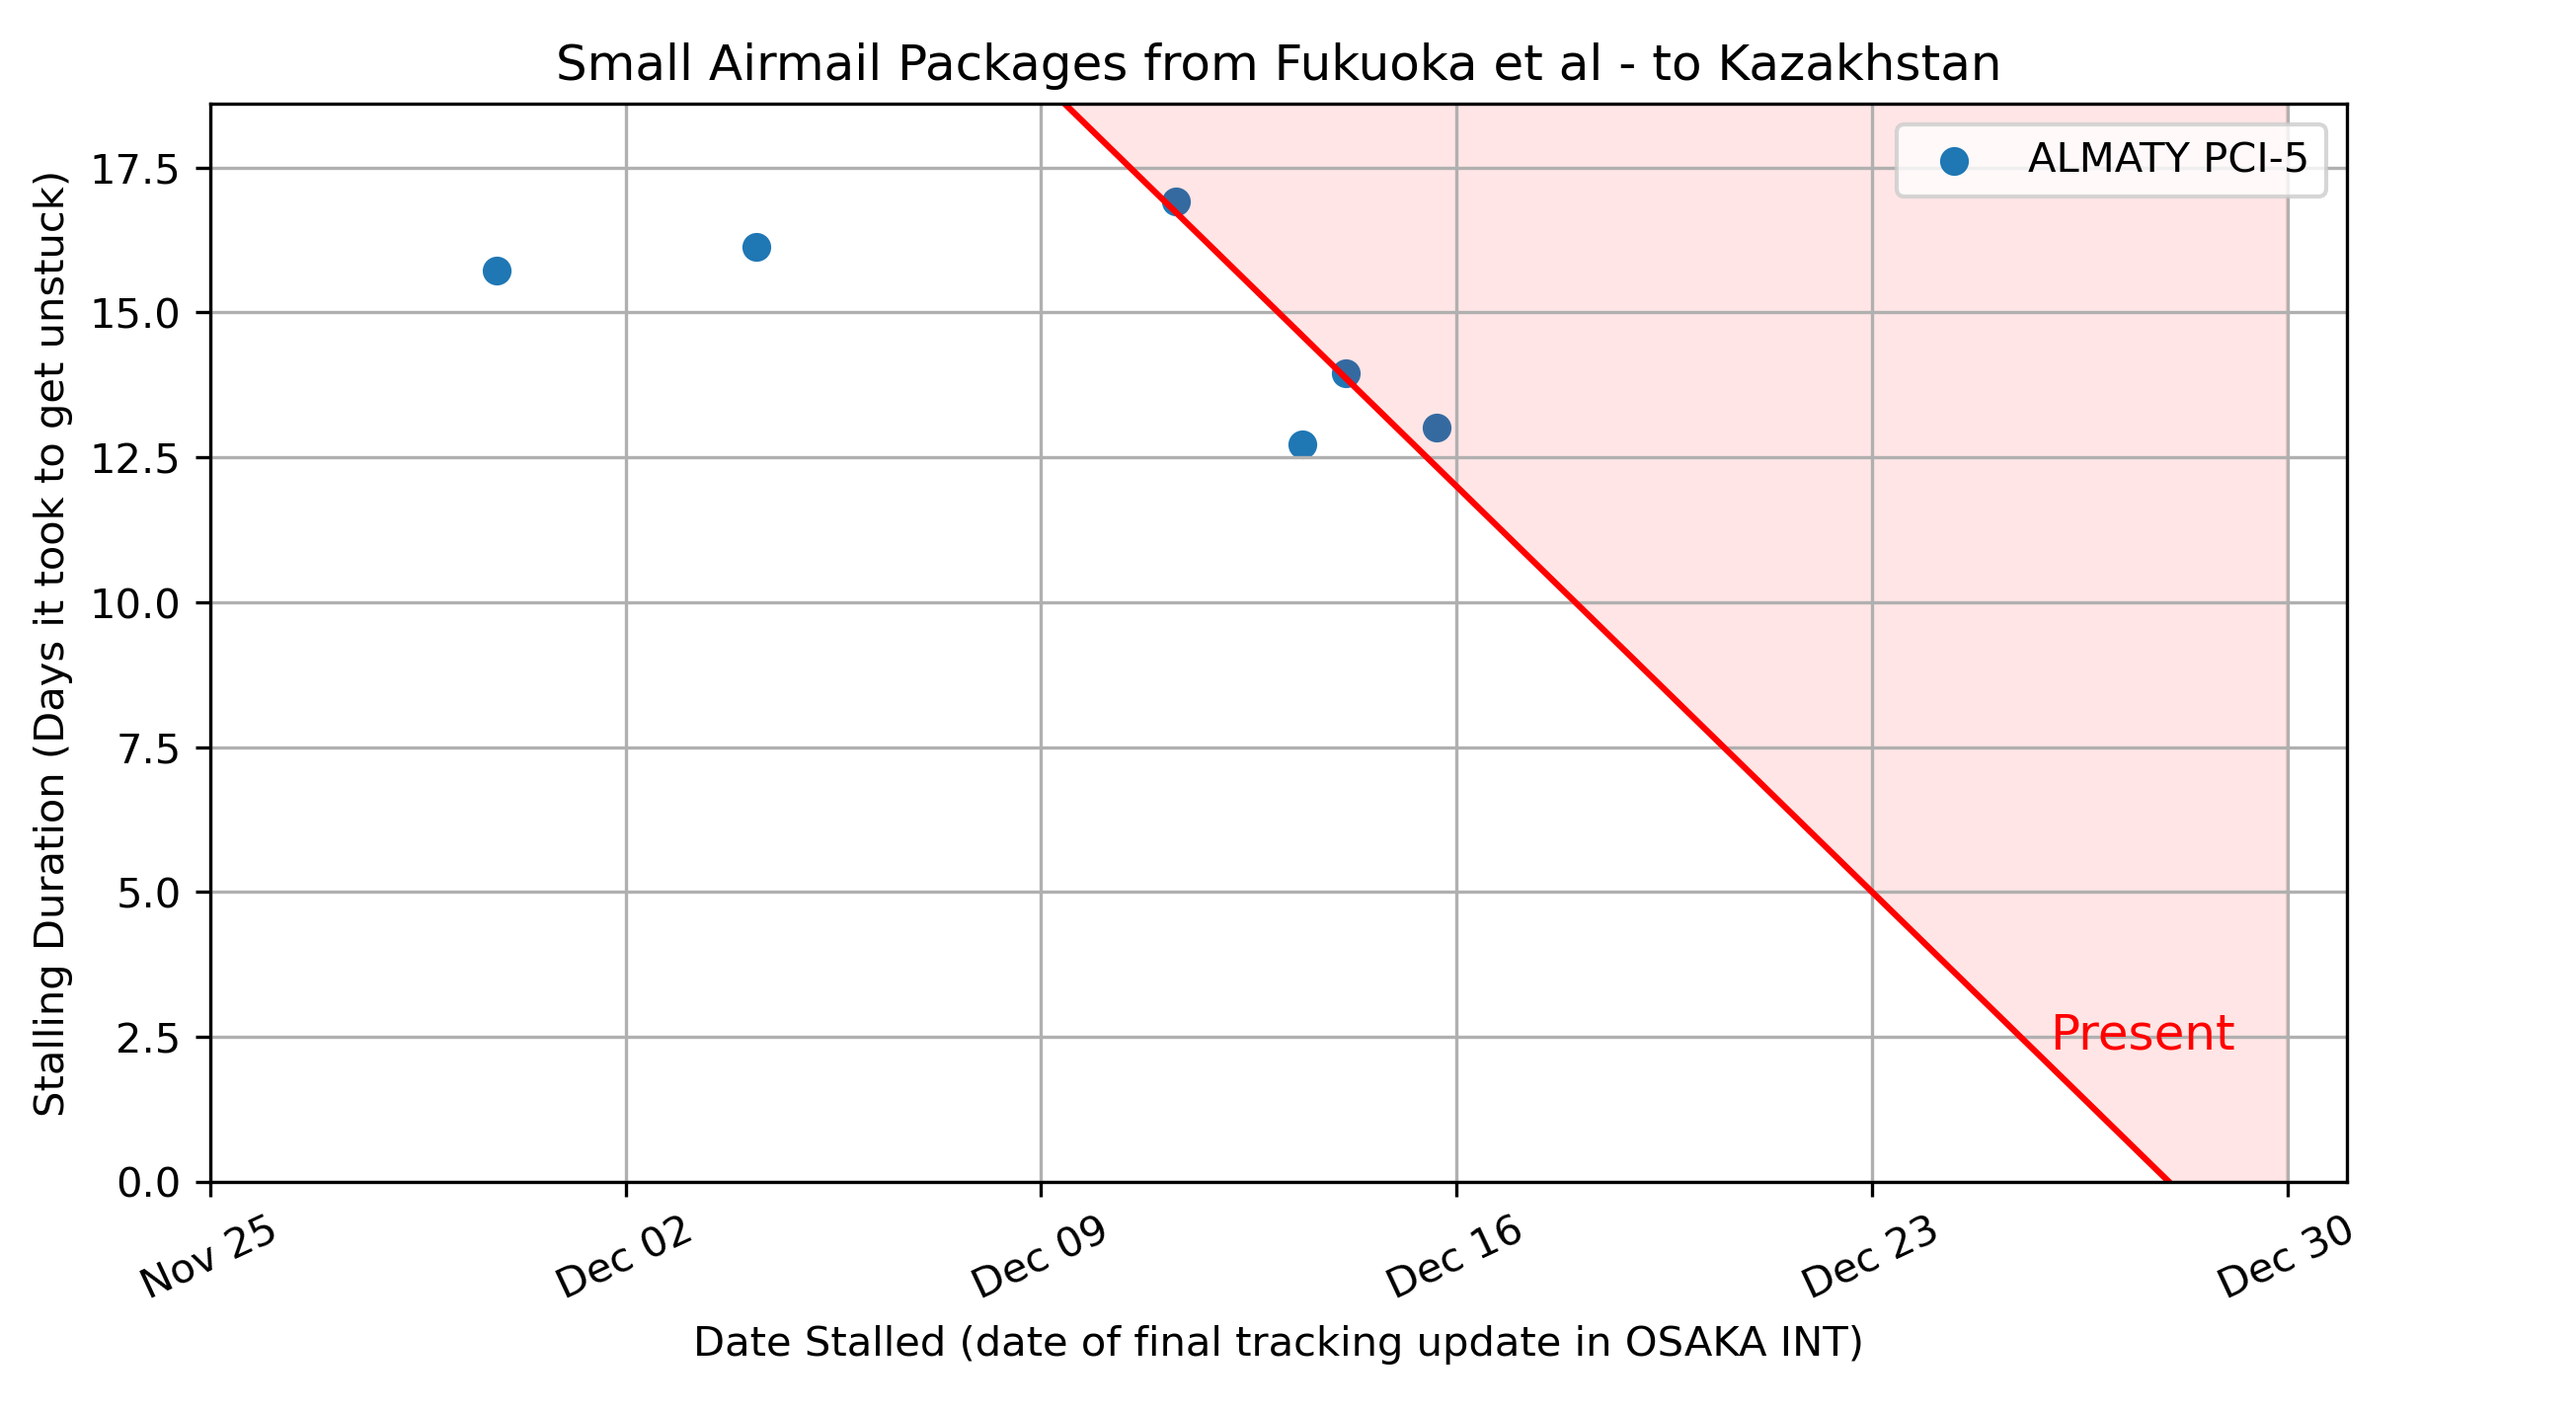 Small Airmail Packages from Fukuoka et al - to Kazakhstan
ALMATY PCI-5
Stalling Duration (Days it took to get unstuck)
17.5
15.0
12.5
10.0
7.5
5.0
2.5
0.0
Present
Nov 25
Dec 02
Dec 09
Dec 16
Dec 23
Dec 30
Date Stalled (date of final tracking update in OSAKA INT)